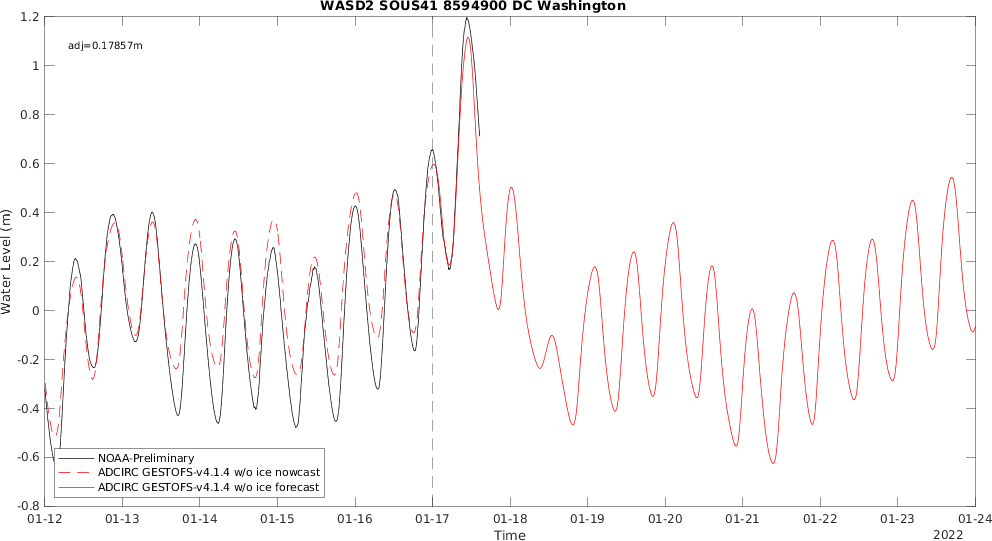 WASD2 SOUS41 8594900 DC Washington
adj=0.17857m
Water Level (m)
1.2
1
0.8
0.6
0.4
0.2
0
-0.2
-0.4
-0.6
-0.8
NOAA-Preliminary
ADCIRC GESTOFS-v4.1.4 w/o ice nowcast
ADCIRC GESTOFS-v4.1.4 w/o ice forecast
01-12 01-13 01-14 01-15 01-16 01-17 01-18 01-19 01-20 01-21 01-22 01-23 01-24
Time
2022